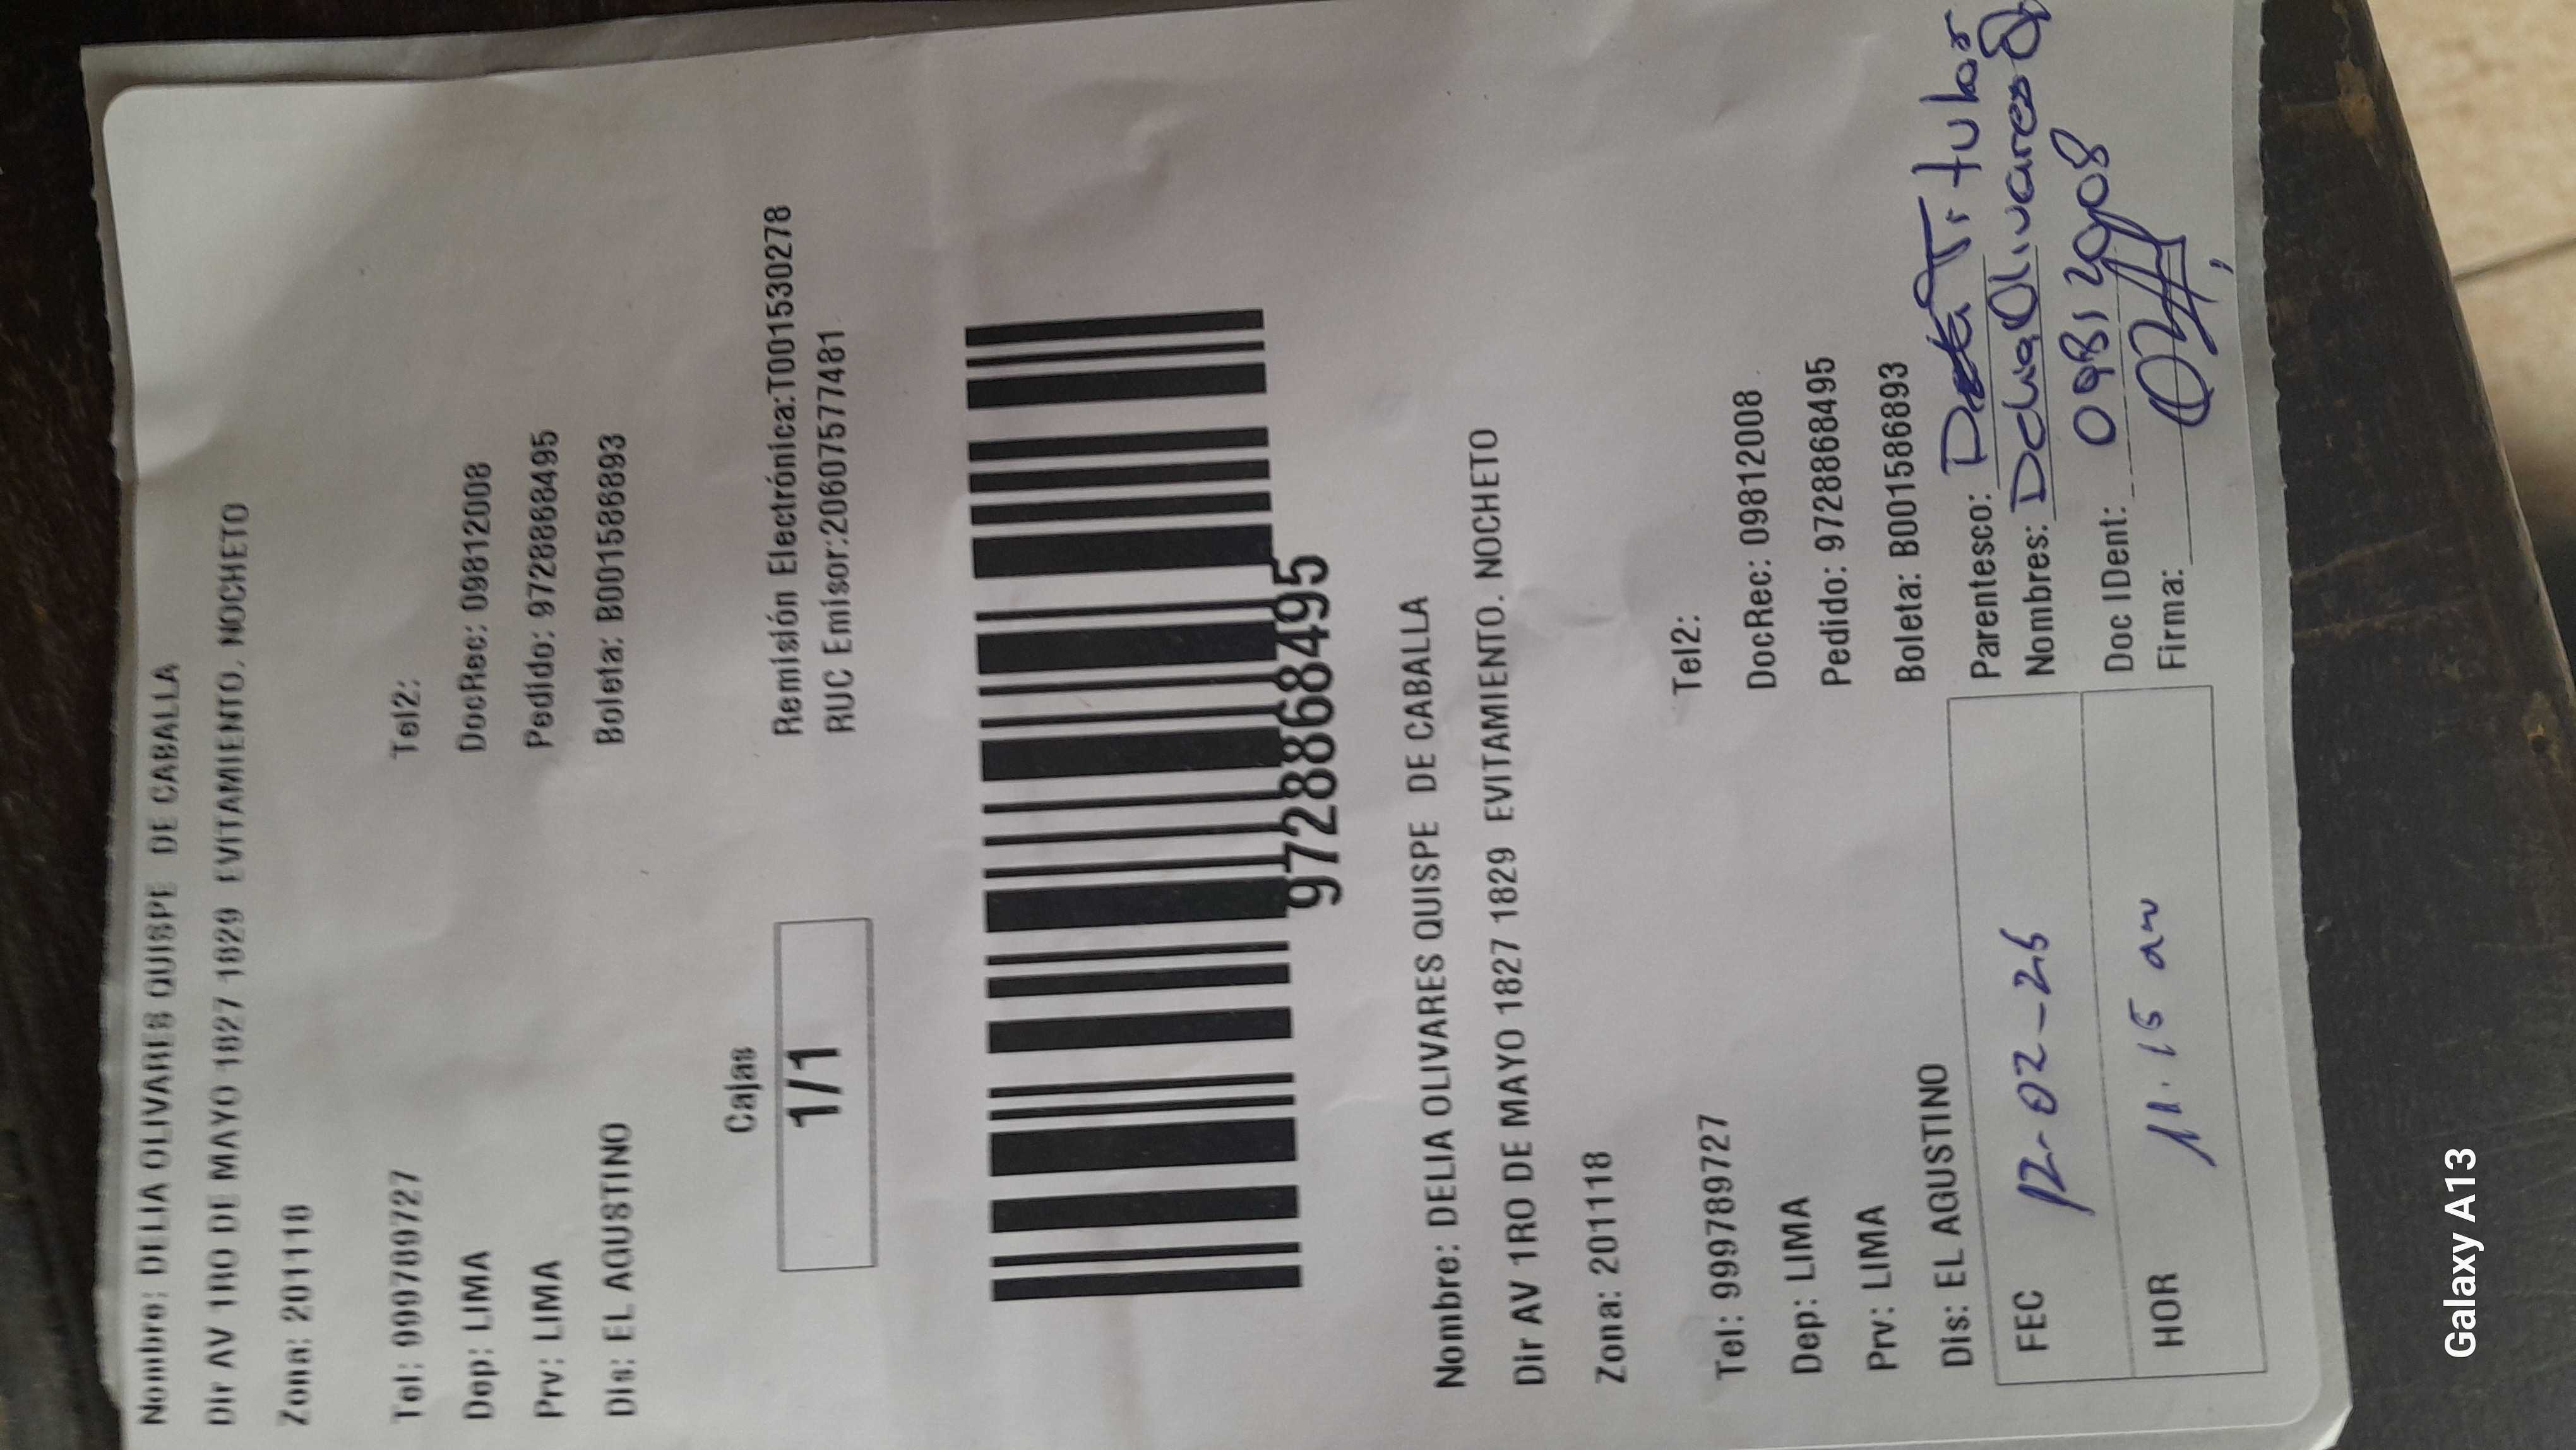 Nombre: DELIA OLIVARES QUISPE DE CABALLA
Dir AV 1RO DE MAYO 1827 1829 EVITAMIENTO. NOCHETO
Zona: 201118
Tel: 999789727 Tel2:
Dep: LIMA DocRec: 09812008
Prv: LIMA Pedido: 97288668495
Dis: EL AGUSTINO Boleta: B001586893
Cajas
1/1
Remisión Electrónica:T001530278
RUC Emisor:20607577481
97288668495
Nombre: DELIA OLIVARES QUISPE DE CABALLA
Dir AV 1RO DE MAYO 1827 1829 EVITAMIENTO. NOCHETO
Zona: 201118
Tel: 999789727 Tel2:
Dep: LIMA DocRec: 09812008
Prv: LIMA Pedido: 97288668495
Dis: EL AGUSTINO Boleta: B001586893
FEC 12-02-26
HOR 11.15 am
Parentesco: Titular
Nombres: Delia Olivares Q
Doc IDent: 09812008
Firma:
Galaxy A13